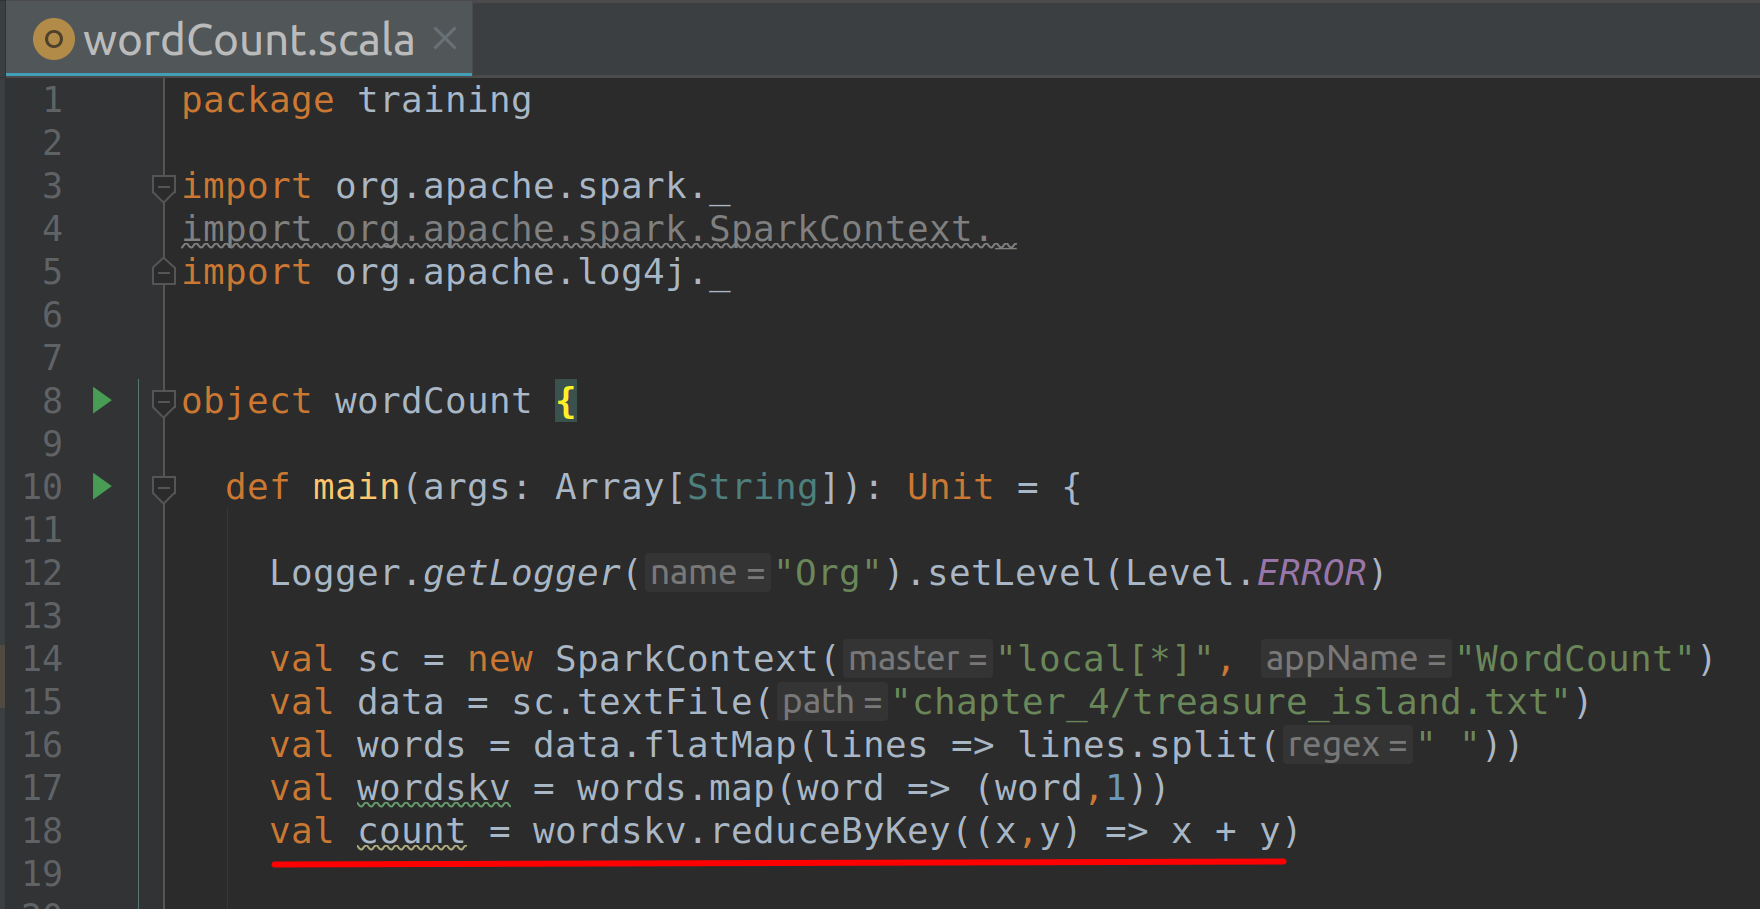 wordCount.scala
1 package training
2
3 import org.apache.spark._
4 import org.apache.spark.SparkContext._
5 import org.apache.log4j._
6
7
8 object wordCount {
9
10 def main(args: Array[String]): Unit = {
11
12 Logger.getLogger( name = "Org").setLevel(Level.ERROR)
13
14 val sc = new SparkContext( master = "local[*]", appName = "WordCount")
15 val data = sc.textFile( path = "chapter_4/treasure_island.txt")
16 val words = data.flatMap(lines => lines.split( regex = " "))
17 val wordskv = words.map(word => (word,1))
18 val count = wordskv.reduceByKey((x,y) => x + y)
19